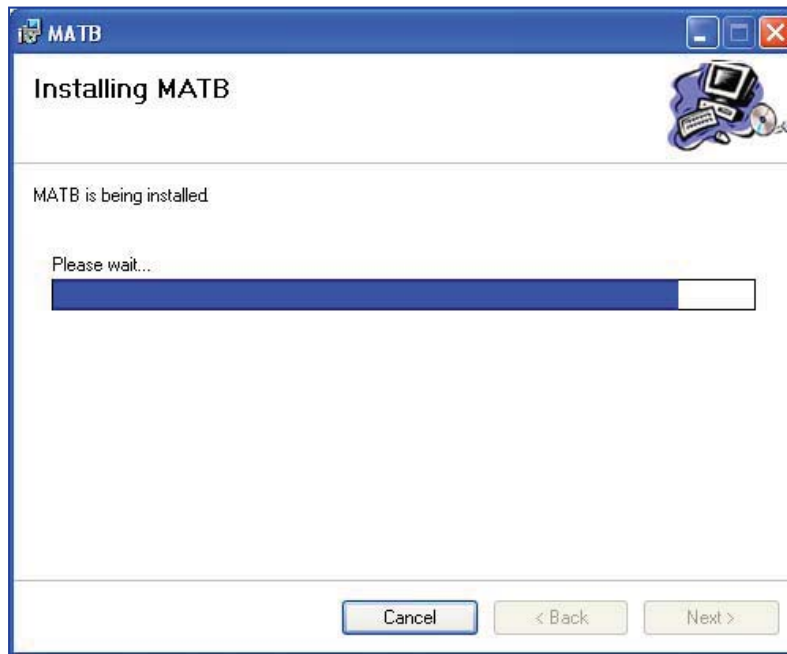 MATB
Installing MATB
MATB is being installed.
Please wait...
Cancel
< Back
Next >